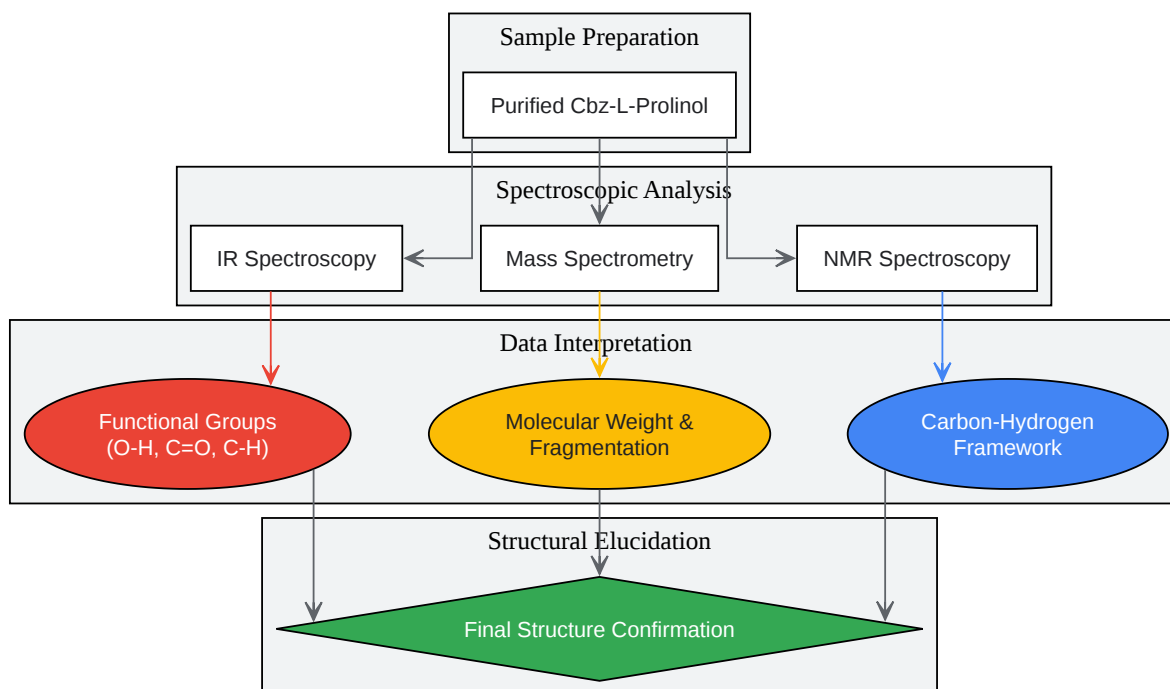 Sample Preparation
Purified Cbz-L-Prolinol
Spectroscopic Analysis
IR Spectroscopy
Mass Spectrometry
NMR Spectroscopy
Data Interpretation
Functional Groups
(O-H, C=O, C-H)
Molecular Weight &
Fragmentation
Carbon-Hydrogen
Framework
Structural Elucidation
Final Structure Confirmation